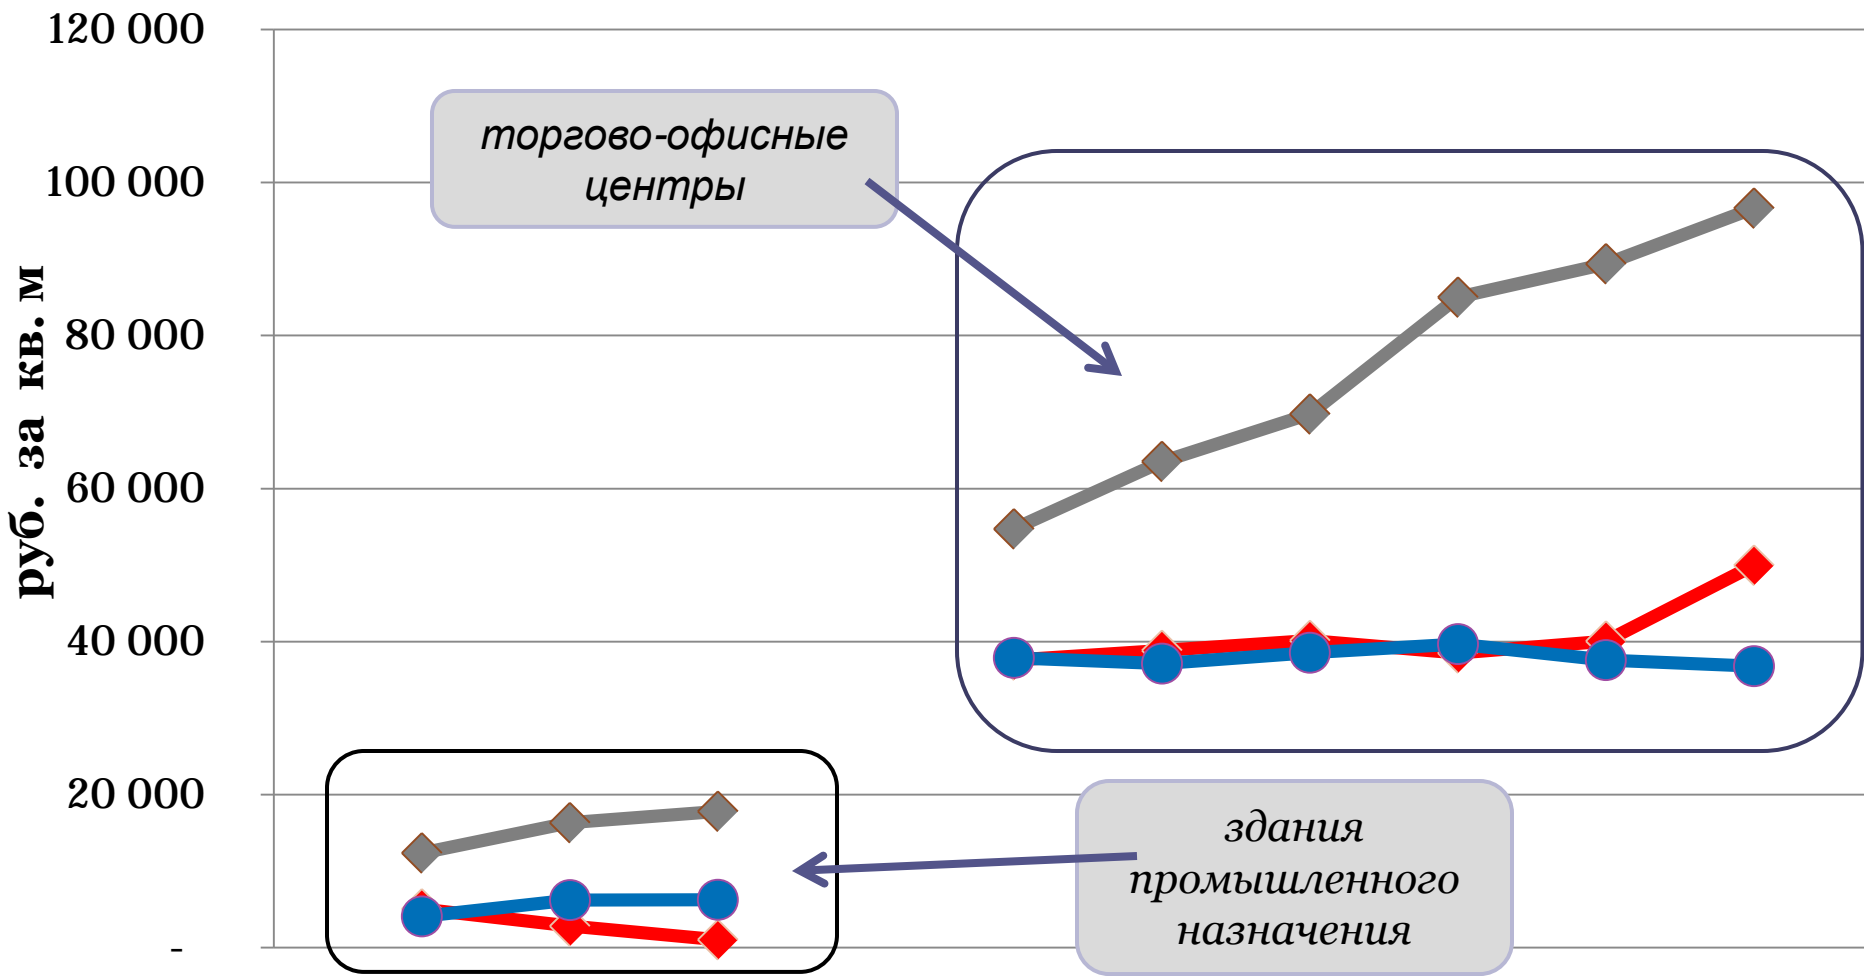 120 000
100 000
80 000
60 000
40 000
20 000
-
руб. за кв. м
торгово-офисные
центры
здания
промышленного
назначения